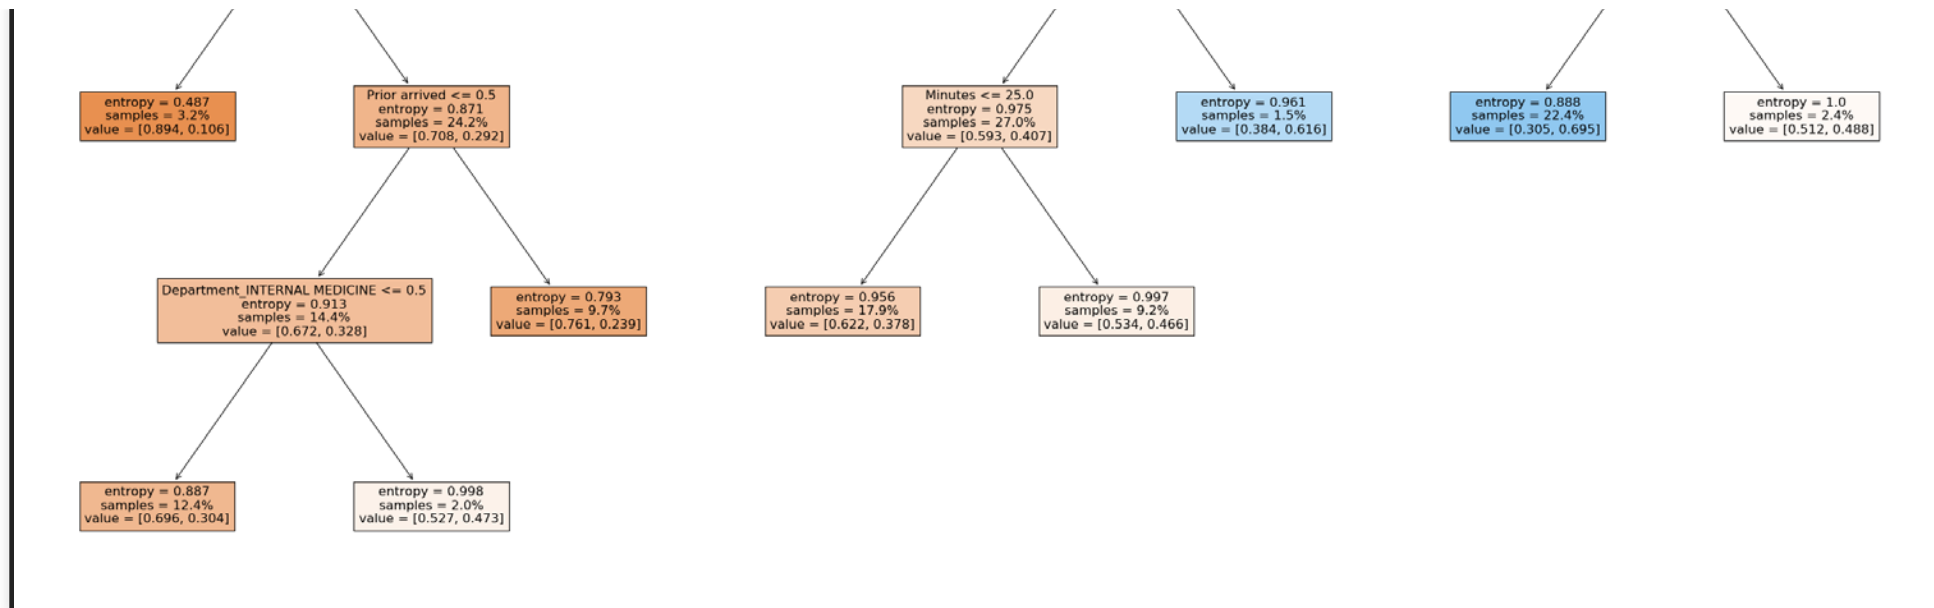 entropy = 0.487
samples = 3.2%
value = [0.894, 0.106]
Prior arrived <= 0.5
entropy = 0.871
samples = 24.2%
value = [0.708, 0.292]
Minutes <= 25.0
entropy = 0.975
samples = 27.0%
value = [0.593, 0.407]
entropy = 0.961
samples = 1.5%
value = [0.384, 0.616]
entropy = 0.888
samples = 22.4%
value = [0.305, 0.695]
entropy = 1.0
samples = 2.4%
value = [0.512, 0.488]
Department_INTERNAL MEDICINE <= 0.5
entropy = 0.913
samples = 14.4%
value = [0.672, 0.328]
entropy = 0.793
samples = 9.7%
value = [0.761, 0.239]
entropy = 0.956
samples = 17.9%
value = [0.622, 0.378]
entropy = 0.997
samples = 9.2%
value = [0.534, 0.466]
entropy = 0.887
samples = 12.4%
value = [0.696, 0.304]
entropy = 0.998
samples = 2.0%
value = [0.527, 0.473]